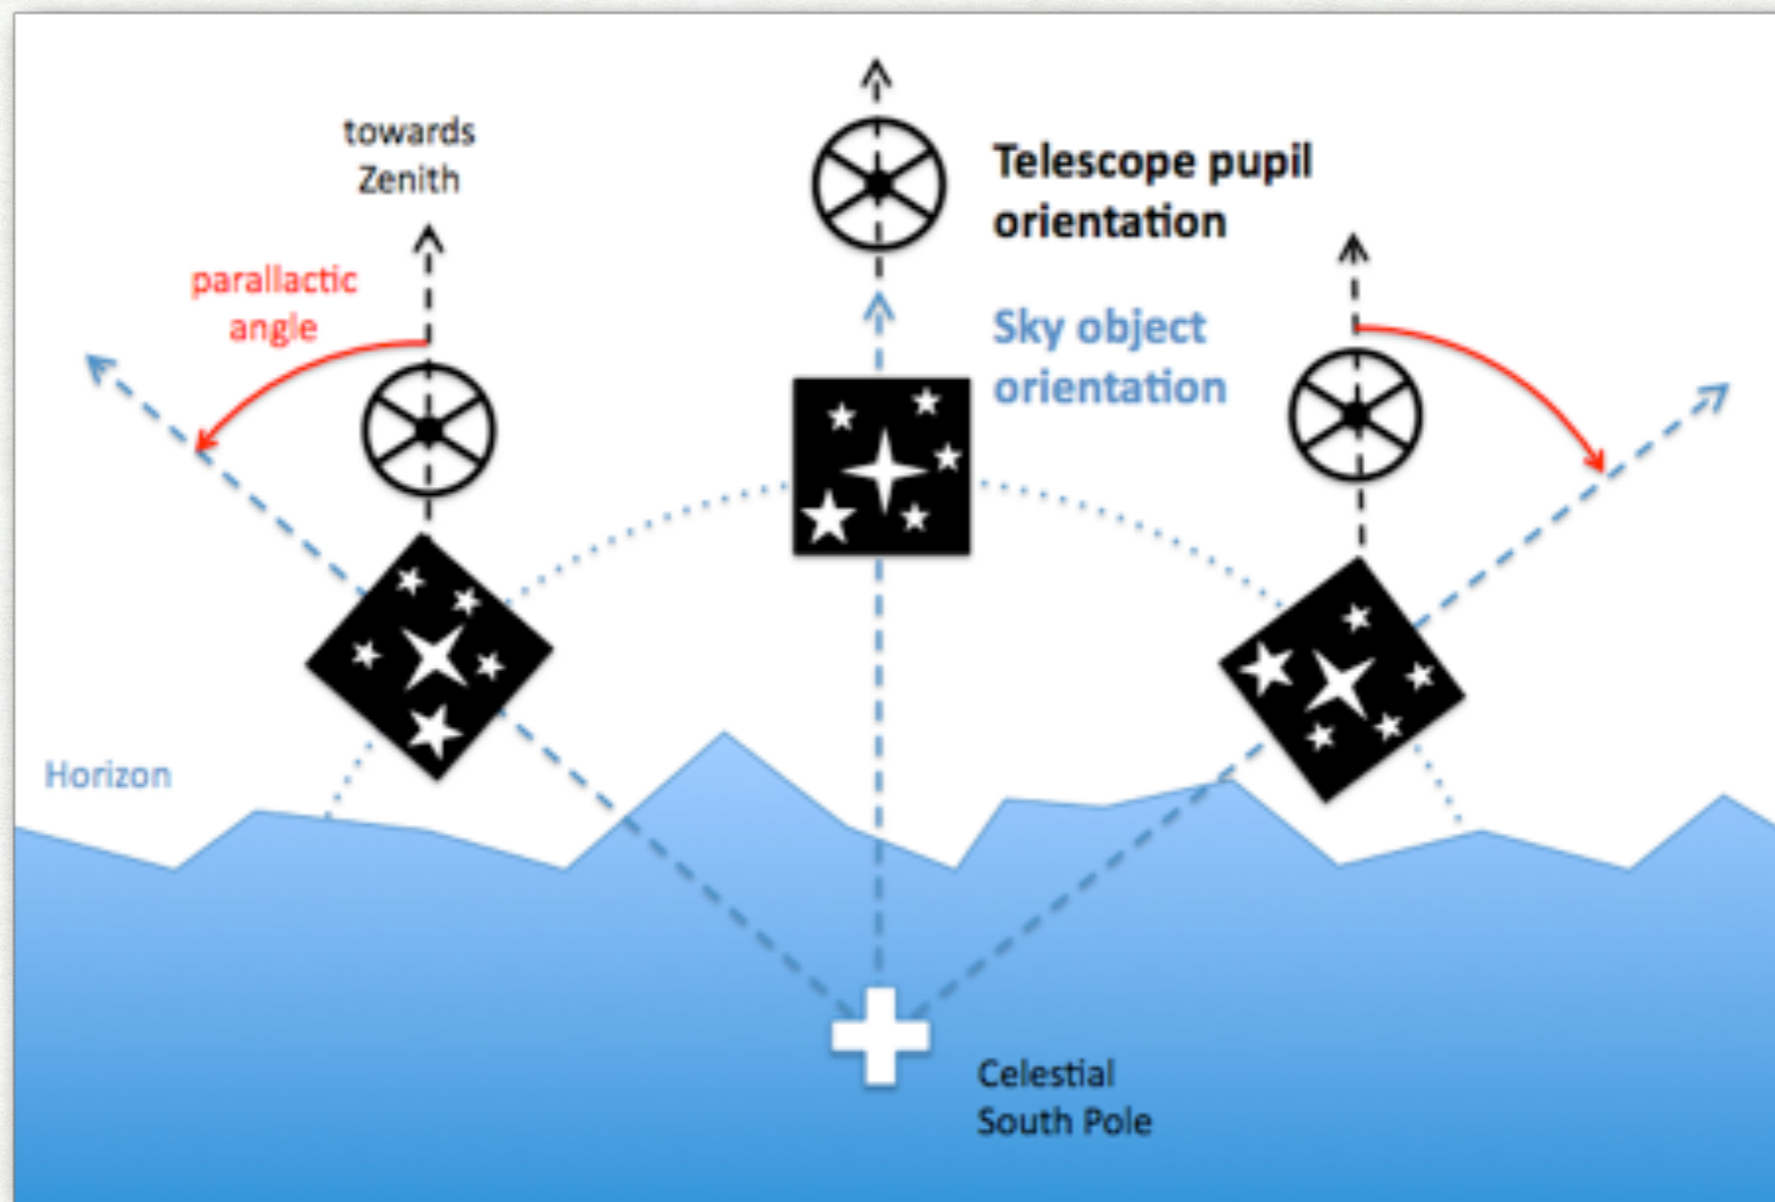 towards
Zenith
Telescope pupil
orientation
parallactic
angle
Sky object
orientation
Horizon
Celestial
South Pole